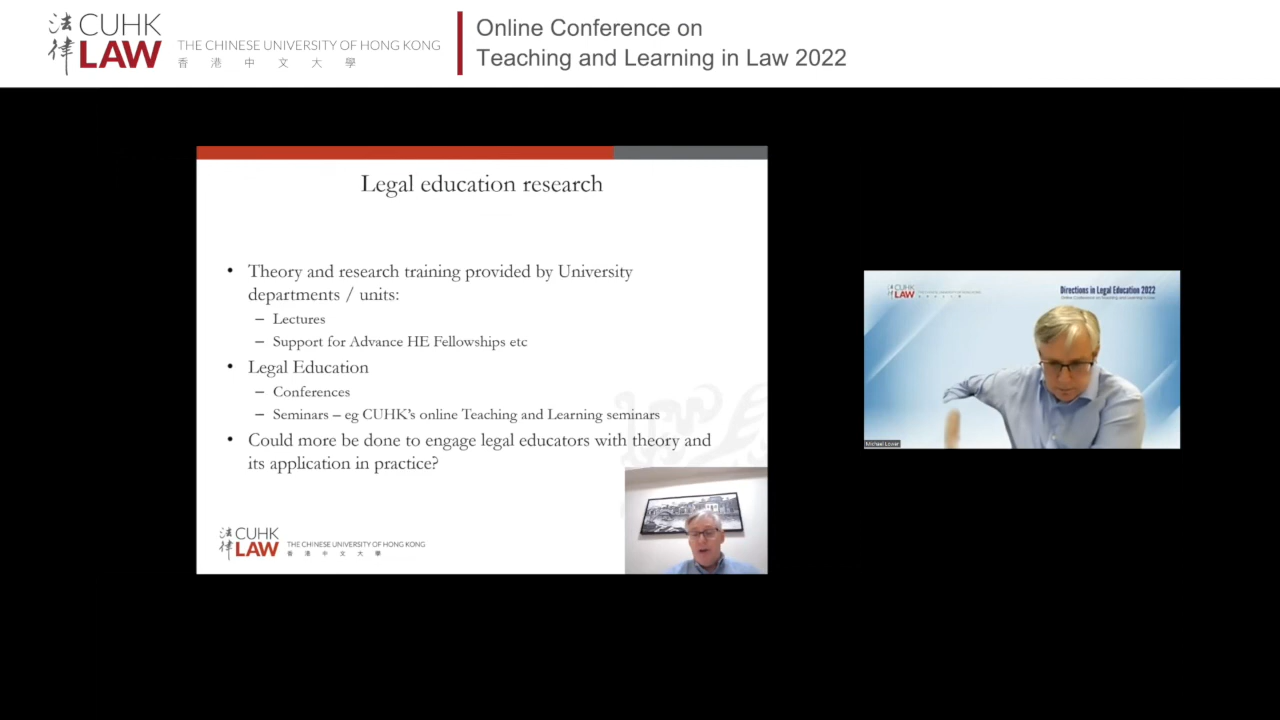 法律 CUHK LAW
THE CHINESE UNIVERSITY OF HONG KONG
香港中文大學
Online Conference on
Teaching and Learning in Law 2022
Legal education research
• Theory and research training provided by University
departments / units:
– Lectures
– Support for Advance HE Fellowships etc
• Legal Education
– Conferences
– Seminars – eg CUHK's online Teaching and Learning seminars
• Could more be done to engage legal educators with theory and
its application in practice?
法律 CUHK LAW
THE CHINESE UNIVERSITY OF HONG KONG
香港中文大學
CUHK LAW
Directions in Legal Education 2022
Online Conference on Teaching and Learning in Law
Michael Lower